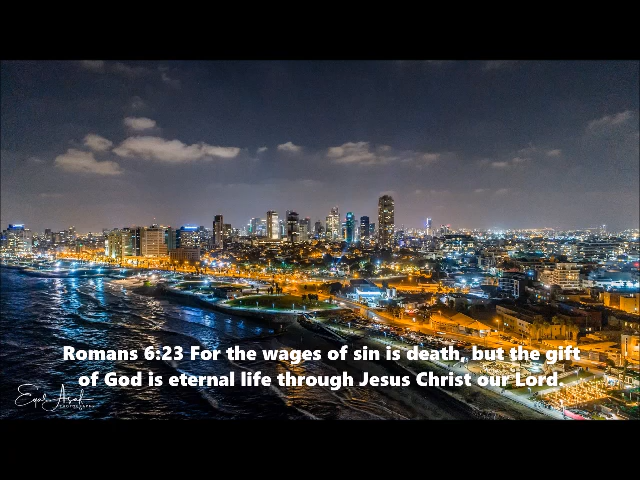 Romans 6:23 For the wages of sin is death, but the gift
of God is eternal life through Jesus Christ our Lord.